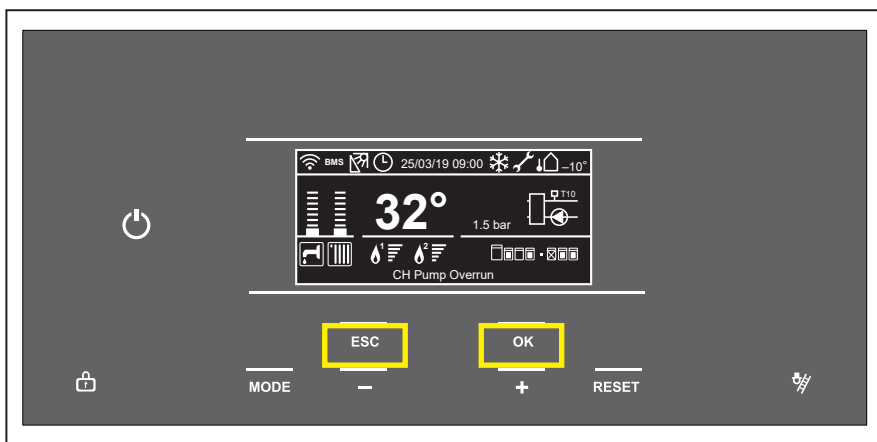 BMS 25/03/19 09:00 –10°
T10
32°
1.5 bar
1 2
CH Pump Overrun
ESC OK
MODE – + RESET